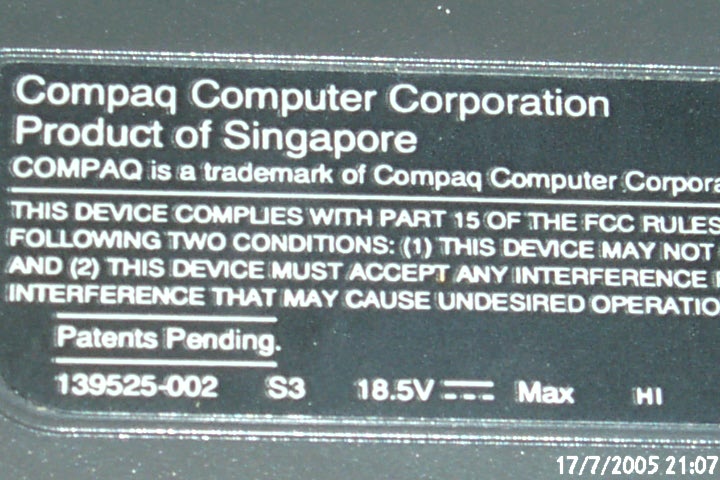 Compaq Computer Corporation
Product of Singapore
COMPAQ is a trademark of Compaq Computer Corpora
THIS DEVICE COMPLIES WITH PART 15 OF THE FCC RULES
FOLLOWING TWO CONDITIONS: (1) THIS DEVICE MAY NOT
AND (2) THIS DEVICE MUST ACCEPT ANY INTERFERENCE
INTERFERENCE THAT MAY CAUSE UNDESIRED OPERATIO
Patents Pending.
139525-002 S3 18.5V ⎓ Max HI
17/7/2005 21:07